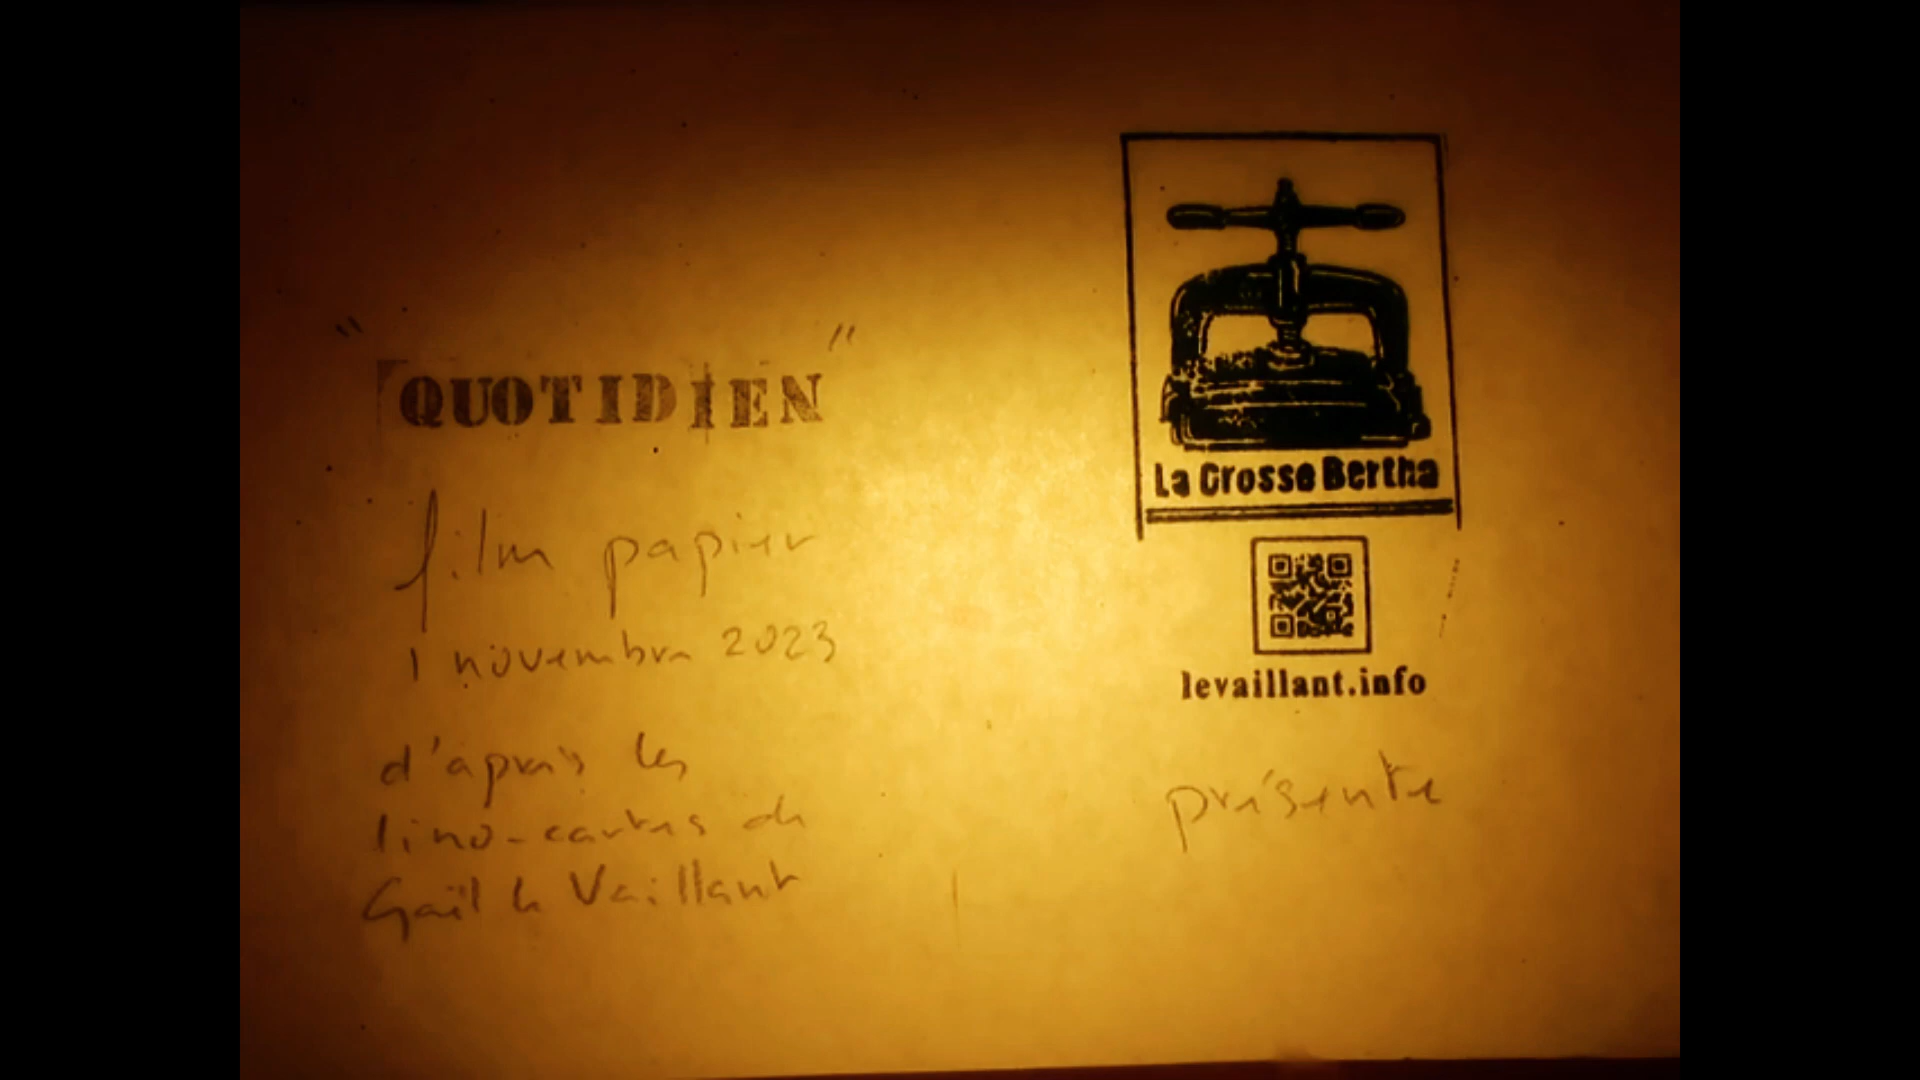 La Grosse Bertha
levaillant.info
présente
"QUOTIDIEN"
film papier
1 novembre 2023
d'après les
lino-cartes de
Gaël le Vaillant